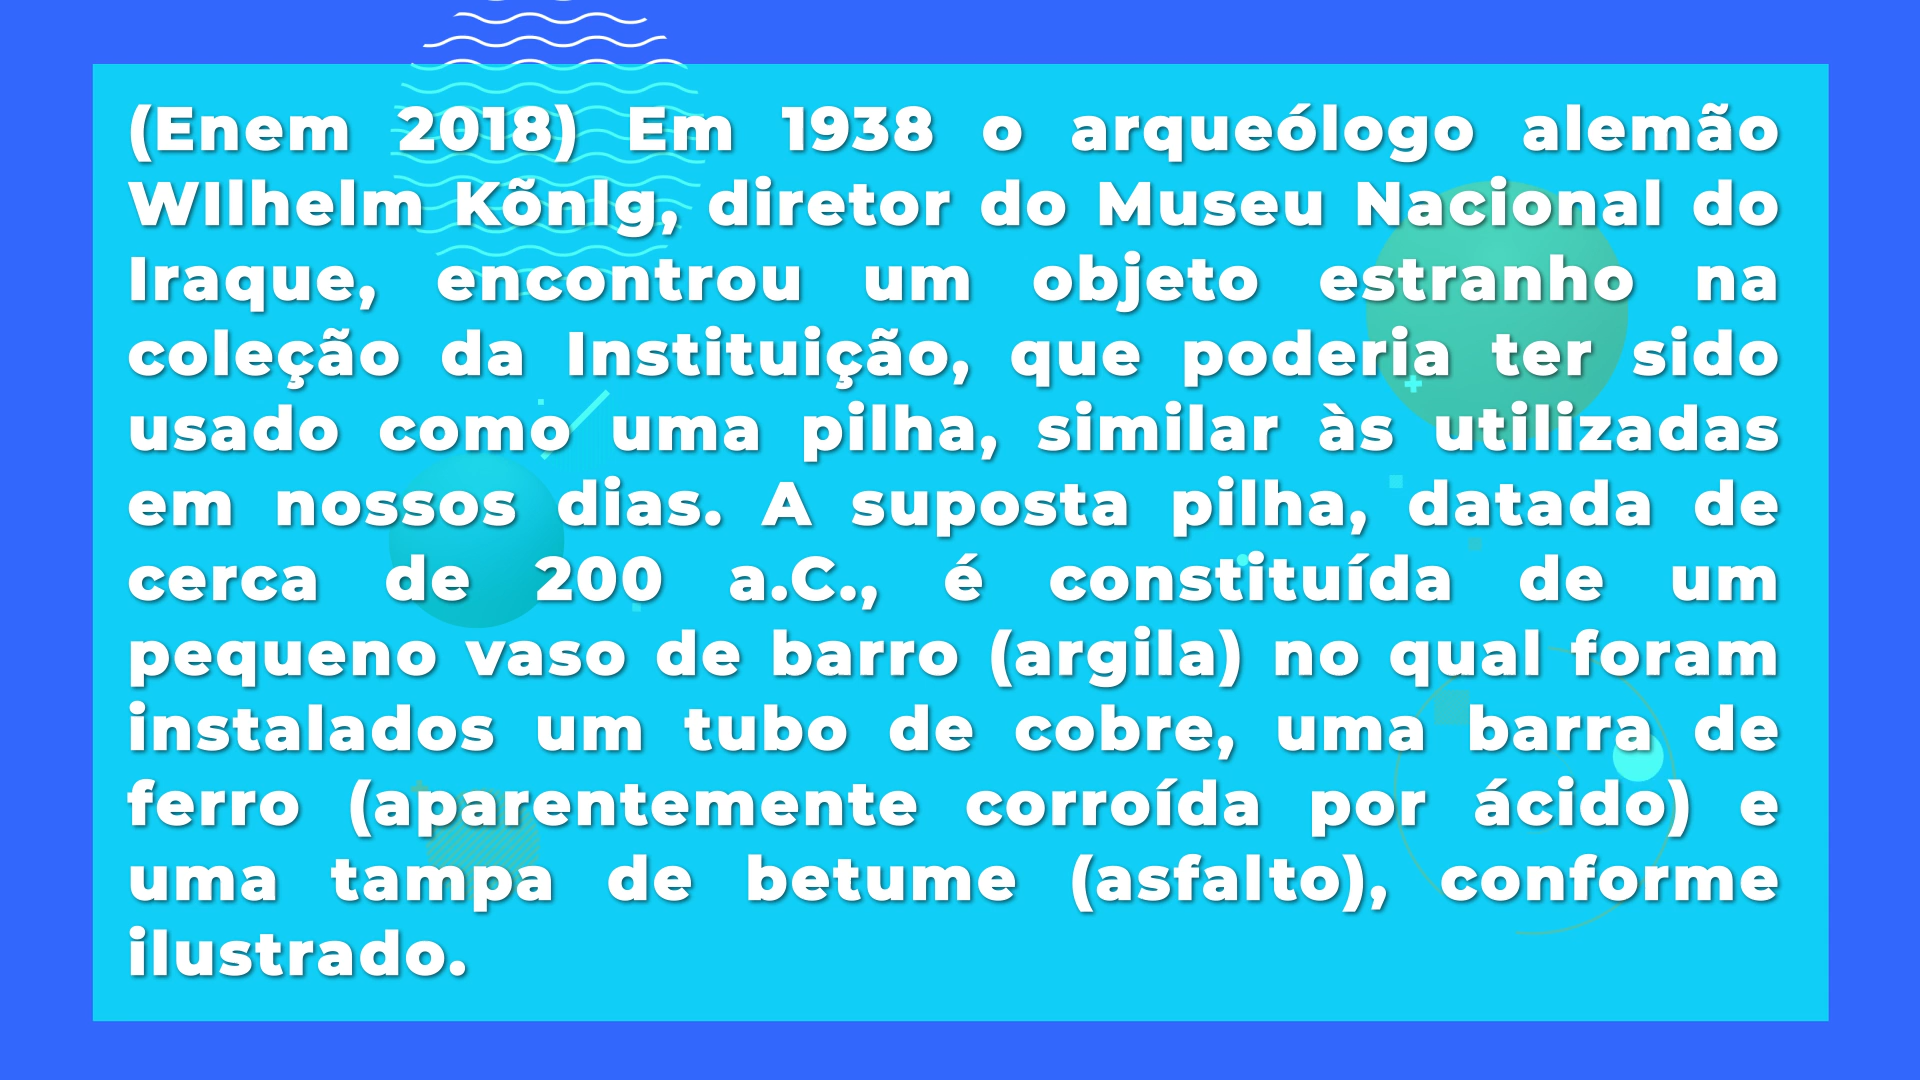 (Enem 2018) Em 1938 o arqueólogo alemão
WIlhelm Kõnlg, diretor do Museu Nacional do
Iraque, encontrou um objeto estranho na
coleção da Instituição, que poderia ter sido
usado como uma pilha, similar às utilizadas
em nossos dias. A suposta pilha, datada de
cerca de 200 a.C., é constituída de um
pequeno vaso de barro (argila) no qual foram
instalados um tubo de cobre, uma barra de
ferro (aparentemente corroída por ácido) e
uma tampa de betume (asfalto), conforme
ilustrado.